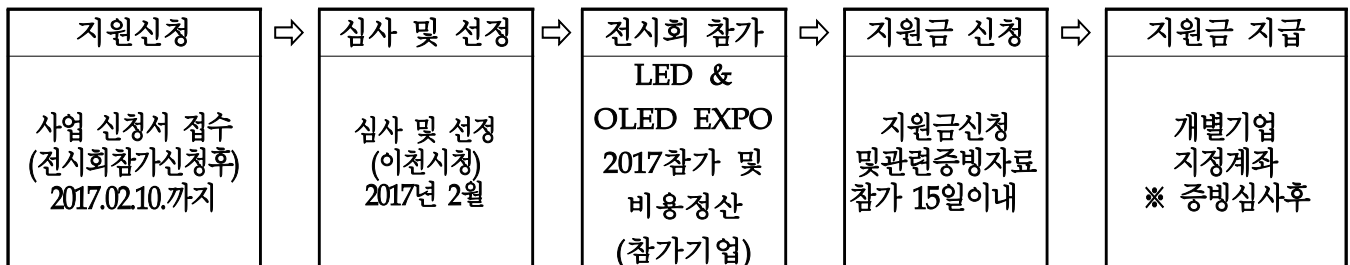 지원신청 ⇨ 심사 및 선정 ⇨ 전시회 참가 ⇨ 지원금 신청 ⇨ 지원금 지급
사업 신청서 접수
(전시회참가신청후)
2017.02.10.까지
심사 및 선정
(이천시청)
2017년 2월
LED &
OLED EXPO
2017참가 및
비용정산
(참가기업)
지원금신청
및관련증빙자료
참가 15일이내
개별기업
지정계좌
※ 증빙심사후